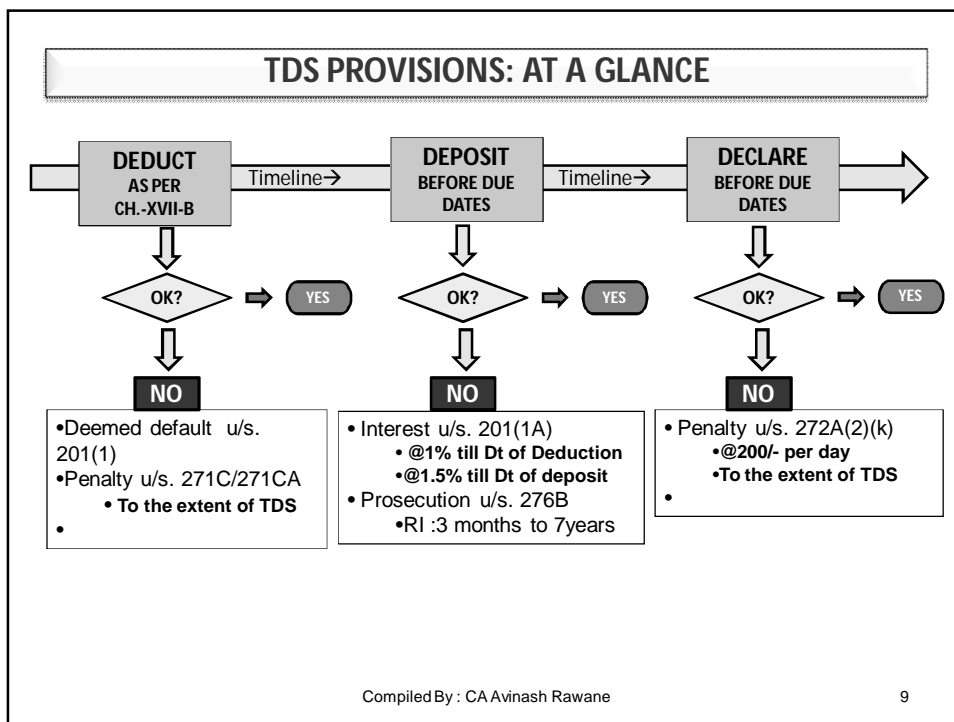 TDS PROVISIONS: AT A GLANCE
DEDUCT
AS PER
CH.-XVII-B
Timeline→
DEPOSIT
BEFORE DUE
DATES
Timeline→
DECLARE
BEFORE DUE
DATES
OK?
YES
OK?
YES
OK?
YES
NO
NO
NO
•Deemed default u/s.
201(1)
•Penalty u/s. 271C/271CA
• To the extent of TDS
•
• Interest u/s. 201(1A)
• @1% till Dt of Deduction
•@1.5% till Dt of deposit
• Prosecution u/s. 276B
•RI :3 months to 7years
• Penalty u/s. 272A(2)(k)
•@200/- per day
•To the extent of TDS
•
Compiled By : CA Avinash Rawane
9